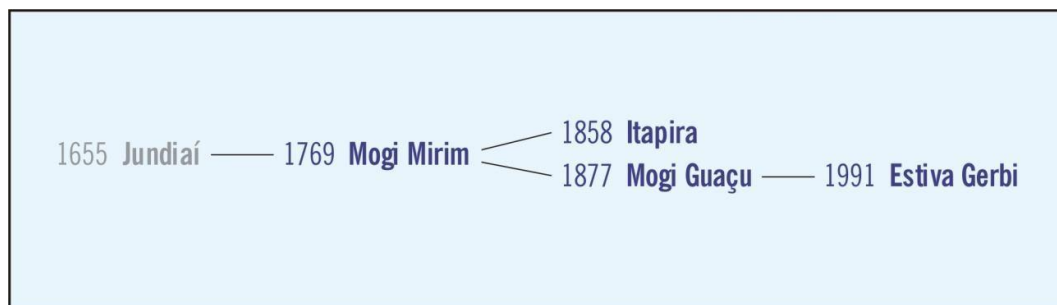 1858 Itapira
1655 Jundiaí
1769 Mogi Mirim
1877 Mogi Guaçu
1991 Estiva Gerbi